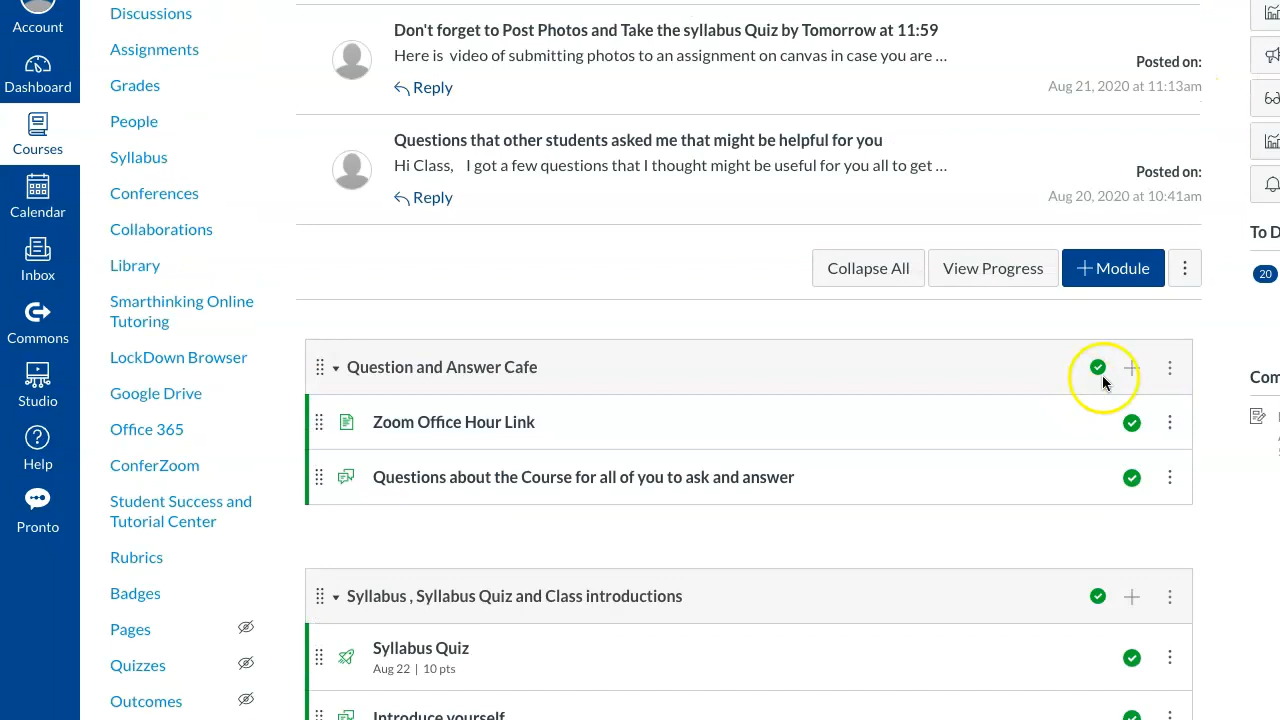 Account
Dashboard
Courses
Calendar
Inbox
Commons
Studio
Help
Pronto
Discussions
Assignments
Grades
People
Syllabus
Conferences
Collaborations
Library
Smarthinking Online
Tutoring
LockDown Browser
Google Drive
Office 365
ConferZoom
Student Success and
Tutorial Center
Rubrics
Badges
Pages
Quizzes
Outcomes
Don't forget to Post Photos and Take the syllabus Quiz by Tomorrow at 11:59
Here is video of submitting photos to an assignment on canvas in case you are ...
Reply
Posted on:
Aug 21, 2020 at 11:13am
Questions that other students asked me that might be helpful for you
Hi Class, I got a few questions that I thought might be useful for you all to get ...
Reply
Posted on:
Aug 20, 2020 at 10:41am
Collapse All
View Progress
+ Module
Question and Answer Cafe
Zoom Office Hour Link
Questions about the Course for all of you to ask and answer
Syllabus , Syllabus Quiz and Class introductions
Syllabus Quiz
Aug 22 | 10 pts
Introduce yourself
To D
20
Com